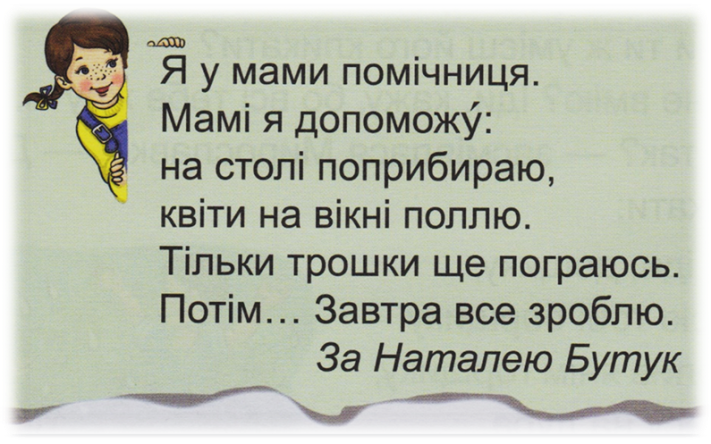 Я у мами помічниця.
Мамі я допоможу́:
на столі поприбираю,
квіти на вікні поллю.
Тільки трошки ще пограюсь.
Потім… Завтра все зроблю.
За Наталею Бутук